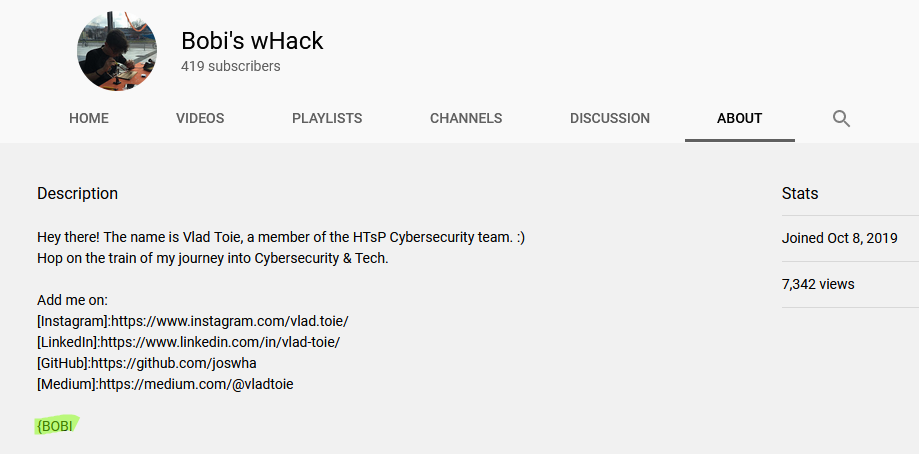 Bobi's wHack
419 subscribers
HOME VIDEOS PLAYLISTS CHANNELS DISCUSSION ABOUT
Description
Hey there! The name is Vlad Toie, a member of the HTsP Cybersecurity team. :)
Hop on the train of my journey into Cybersecurity & Tech.
Add me on:
[Instagram]:https://www.instagram.com/vlad.toie/
[LinkedIn]:https://www.linkedin.com/in/vlad-toie/
[GitHub]:https://github.com/joswha
[Medium]:https://medium.com/@vladtoie
{BOBI
Stats
Joined Oct 8, 2019
7,342 views